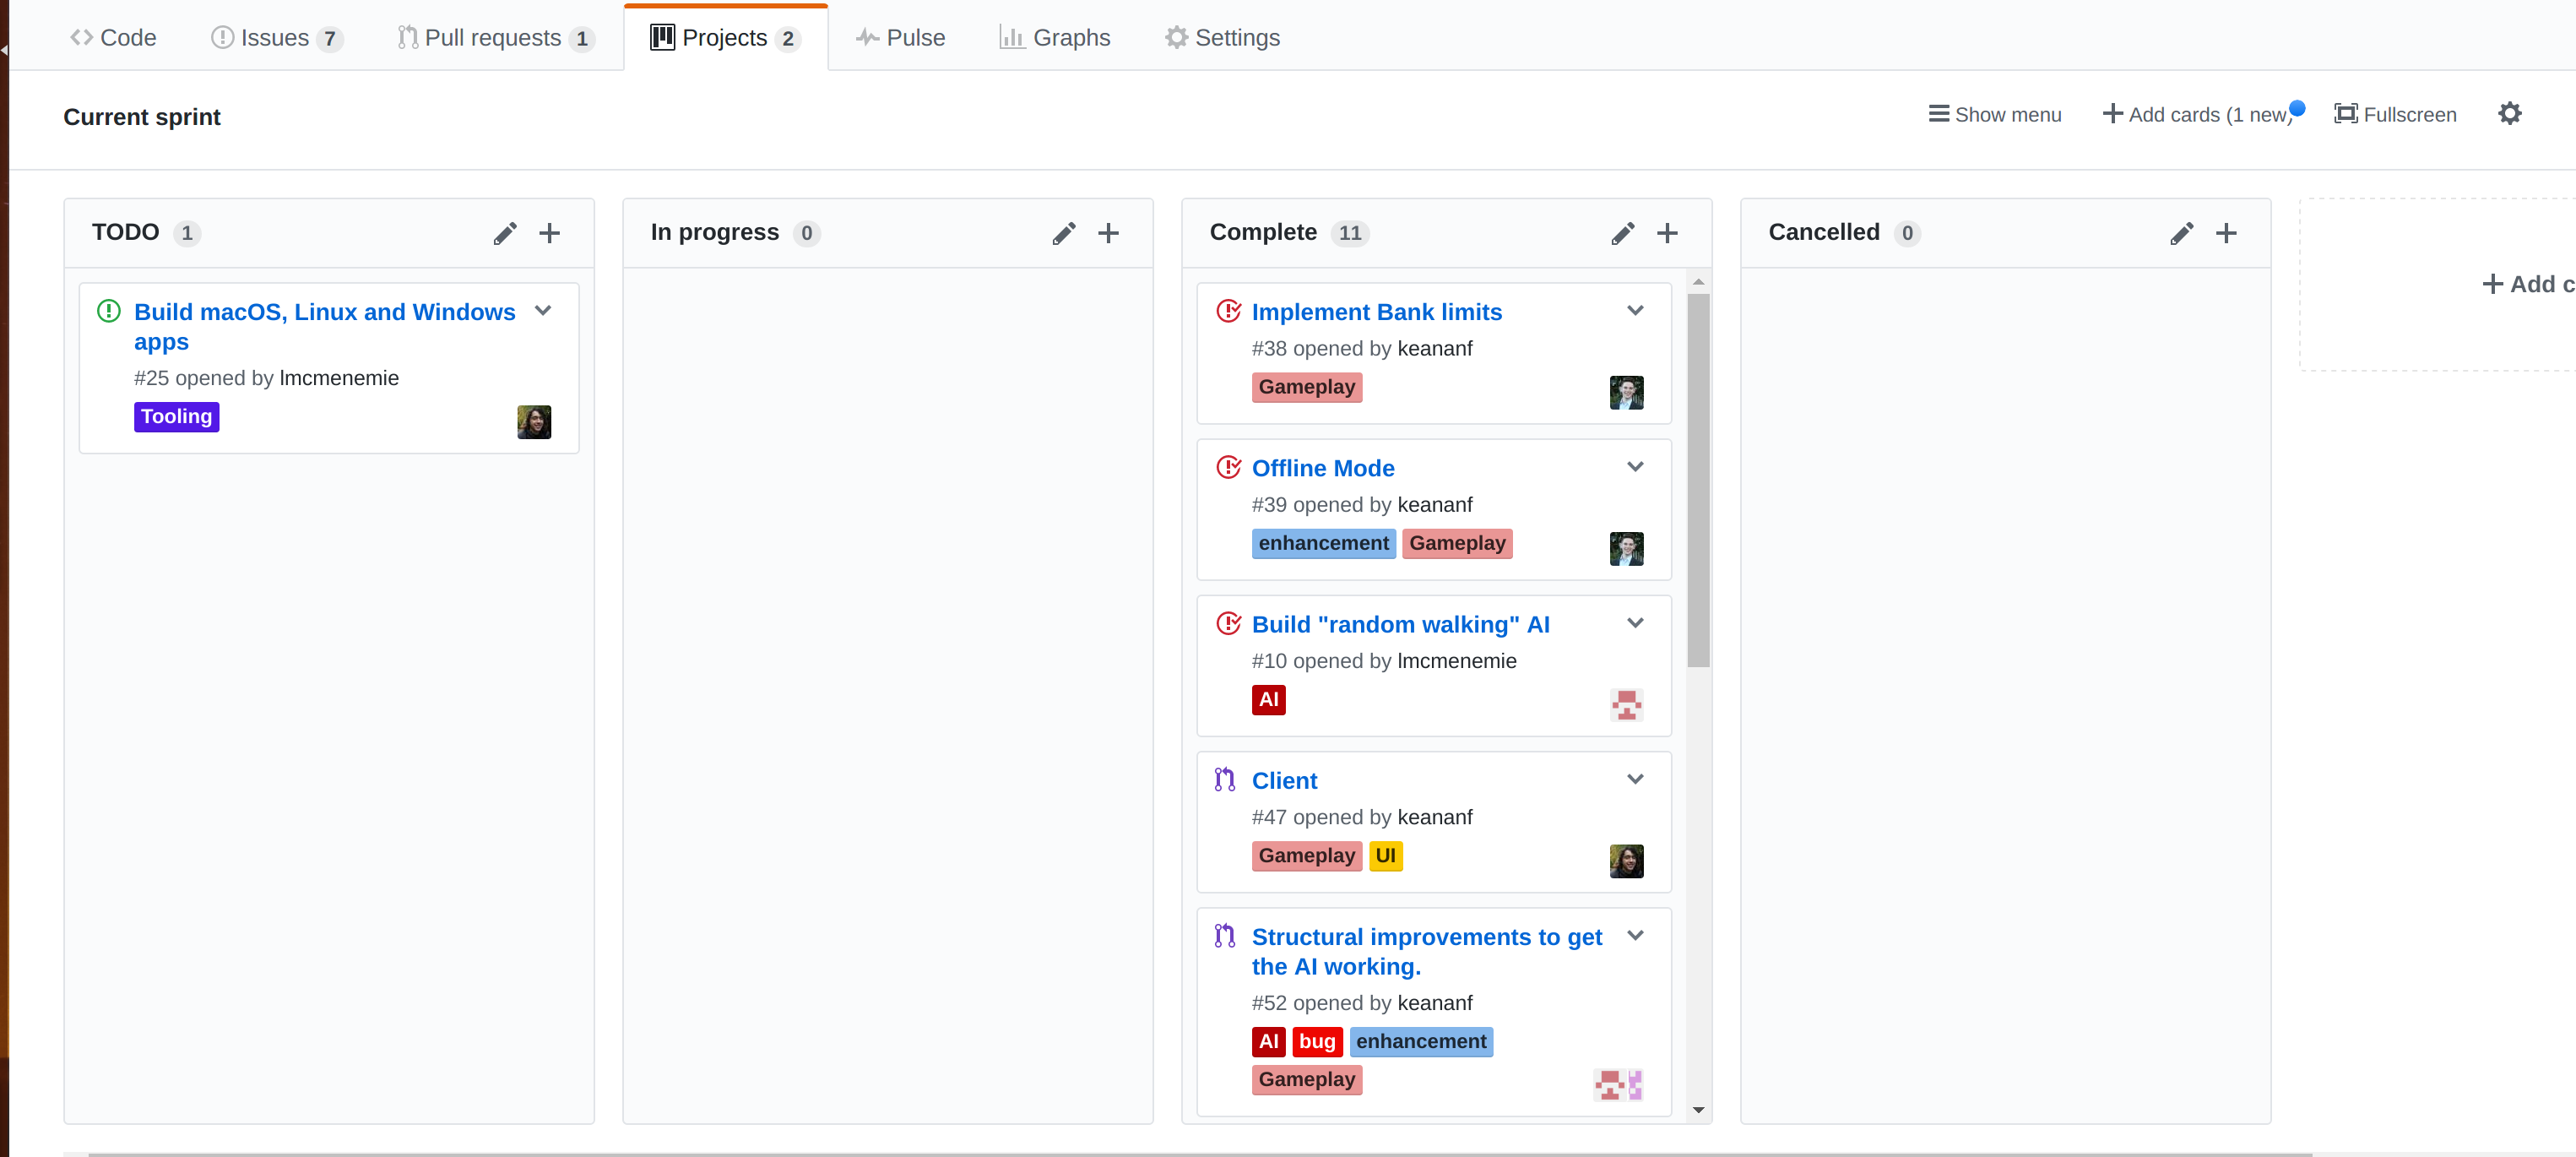 Code Issues 7 Pull requests 1 Projects 2 Pulse Graphs Settings
Current sprint
Show menu Add cards (1 new) Fullscreen
TODO 1
Build macOS, Linux and Windows
apps
#25 opened by lmcmenemie
Tooling
In progress 0
Complete 11
Implement Bank limits
#38 opened by keananf
Gameplay
Offline Mode
#39 opened by keananf
enhancement Gameplay
Build "random walking" AI
#10 opened by lmcmenemie
AI
Client
#47 opened by keananf
Gameplay UI
Structural improvements to get
the AI working.
#52 opened by keananf
AI bug enhancement
Gameplay
Cancelled 0
Add c